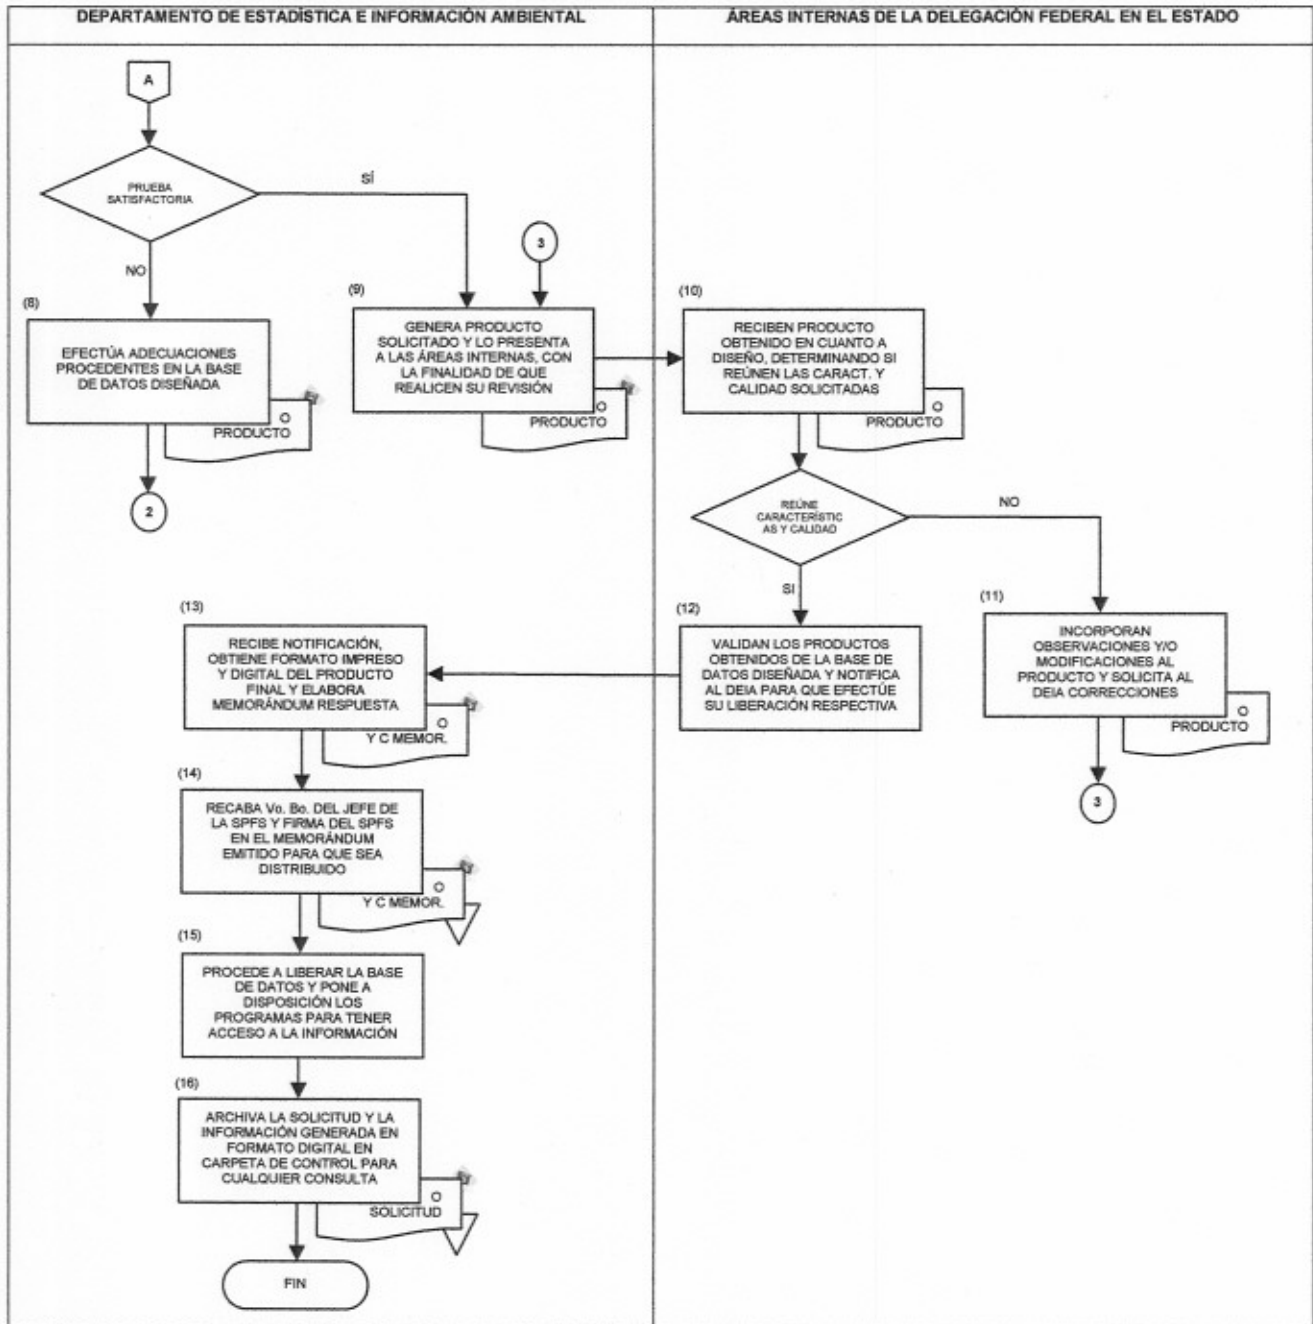 DEPARTAMENTO DE ESTADÍSTICA E INFORMACIÓN AMBIENTAL
ÁREAS INTERNAS DE LA DELEGACIÓN FEDERAL EN EL ESTADO
A
PRUEBA
SATISFACTORIA
SÍ
NO
3
(8)
EFECTÚA ADECUACIONES
PROCEDENTES EN LA BASE
DE DATOS DISEÑADA
O
PRODUCTO
2
(9)
GENERA PRODUCTO
SOLICITADO Y LO PRESENTA
A LAS ÁREAS INTERNAS, CON
LA FINALIDAD DE QUE
REALICEN SU REVISIÓN
O
PRODUCTO
(10)
RECIBEN PRODUCTO
OBTENIDO EN CUANTO A
DISEÑO, DETERMINANDO SI
REÚNEN LAS CARACT. Y
CALIDAD SOLICITADAS
O
PRODUCTO
REÚNE
CARACTERÍSTIC
AS Y CALIDAD
NO
SI
(11)
INCORPORAN
OBSERVACIONES Y/O
MODIFICACIONES AL
PRODUCTO Y SOLICITA AL
DEIA CORRECCIONES
O
PRODUCTO
3
(12)
VALIDAN LOS PRODUCTOS
OBTENIDOS DE LA BASE DE
DATOS DISEÑADA Y NOTIFICA
AL DEIA PARA QUE EFECTÚE
SU LIBERACIÓN RESPECTIVA
(13)
RECIBE NOTIFICACIÓN,
OBTIENE FORMATO IMPRESO
Y DIGITAL DEL PRODUCTO
FINAL Y ELABORA
MEMORÁNDUM RESPUESTA
O
Y C MEMOR.
(14)
RECABA Vo. Bo. DEL JEFE DE
LA SPFS Y FIRMA DEL SPFS
EN EL MEMORÁNDUM
EMITIDO PARA QUE SEA
DISTRIBUIDO
O
Y C MEMOR.
(15)
PROCEDE A LIBERAR LA BASE
DE DATOS Y PONE A
DISPOSICIÓN LOS
PROGRAMAS PARA TENER
ACCESO A LA INFORMACIÓN
(16)
ARCHIVA LA SOLICITUD Y LA
INFORMACIÓN GENERADA EN
FORMATO DIGITAL EN
CARPETA DE CONTROL PARA
CUALQUIER CONSULTA
O
SOLICITUD
FIN